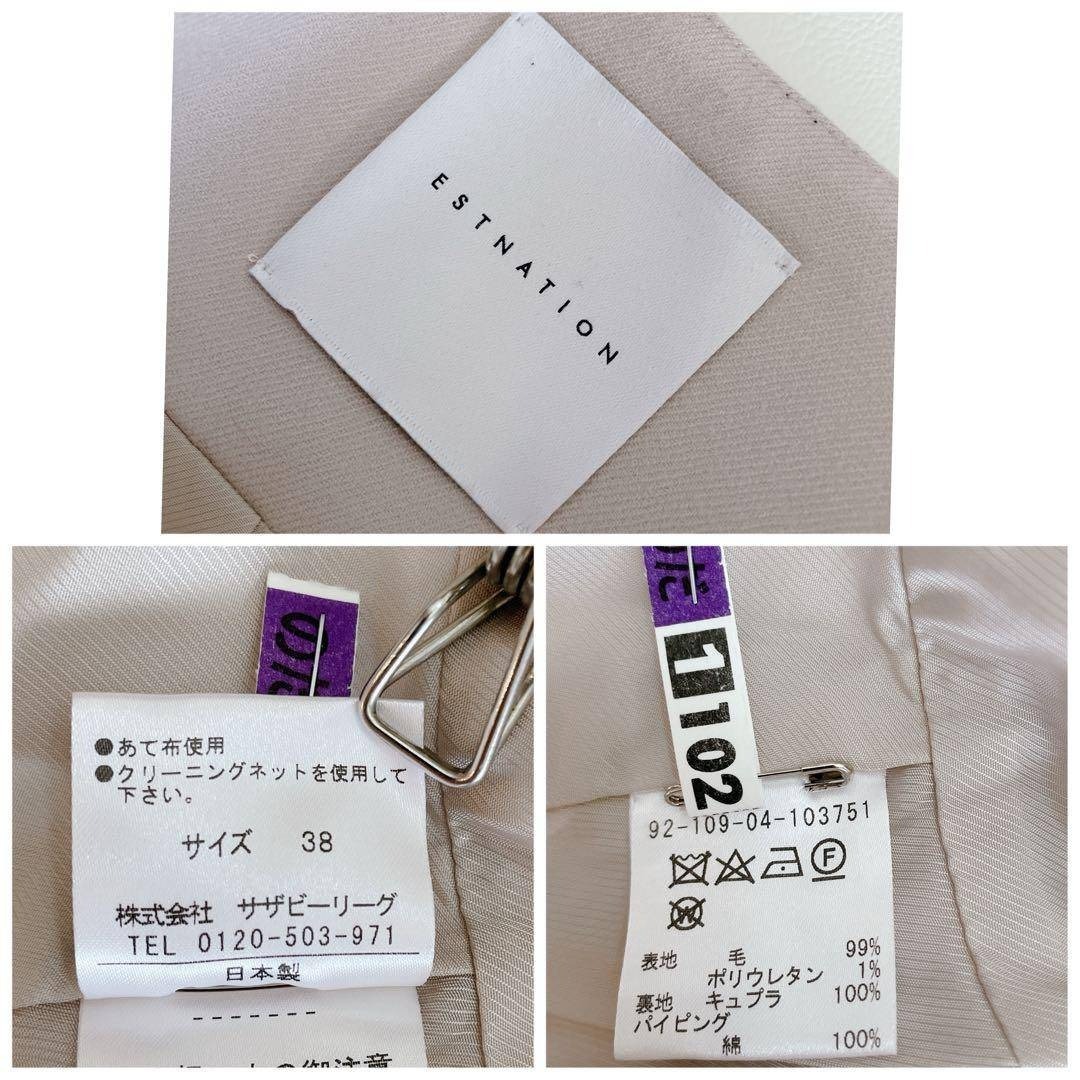 ESTNATION
●あて布使用
●クリーニングネットを使用して
下さい。
サイズ 38
株式会社 サザビーリーグ
TEL 0120-503-971
日本製
-------
のだ
1102
92-109-04-103751
F
W
表地 毛 99%
ポリウレタン 1%
裏地 キュプラ 100%
パイピング
綿 100%